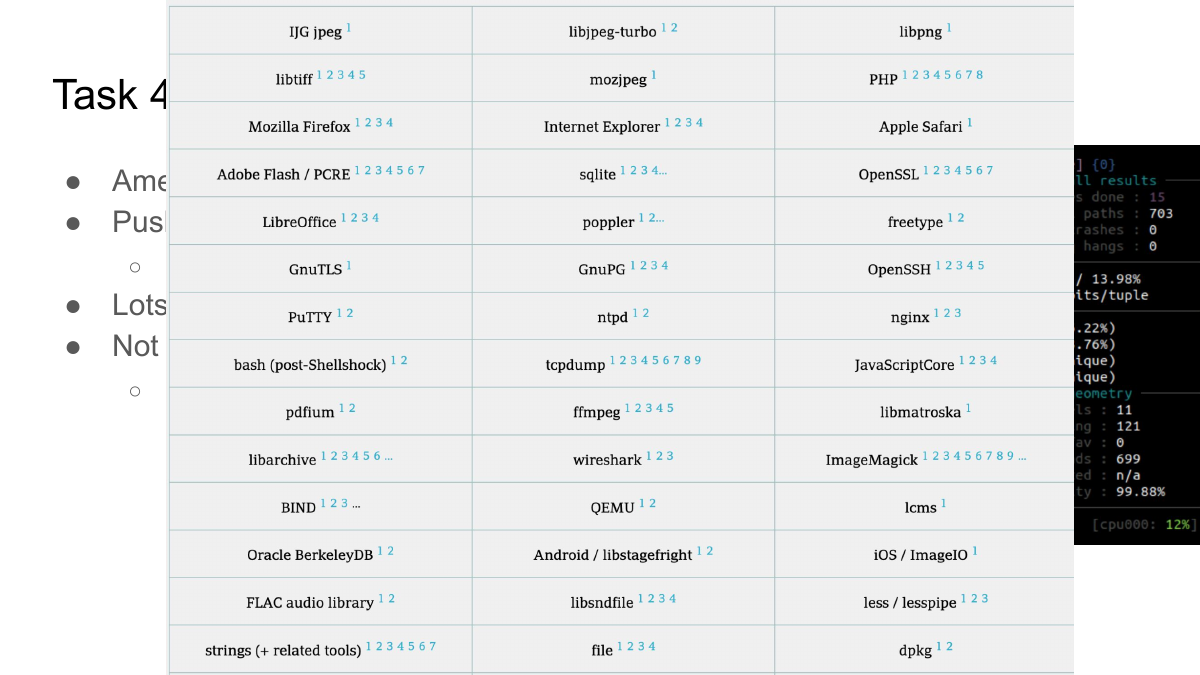 Task 4
Ame
Push
Lots
Not
IJG jpeg 1 libjpeg-turbo 1 2 libpng 1
libtiff 1 2 3 4 5 mozjpeg 1 PHP 1 2 3 4 5 6 7 8
Mozilla Firefox 1 2 3 4 Internet Explorer 1 2 3 4 Apple Safari 1
Adobe Flash / PCRE 1 2 3 4 5 6 7 sqlite 1 2 3 4... OpenSSL 1 2 3 4 5 6 7
LibreOffice 1 2 3 4 poppler 1 2... freetype 1 2
GnuTLS 1 GnuPG 1 2 3 4 OpenSSH 1 2 3 4 5
PuTTY 1 2 ntpd 1 2 nginx 1 2 3
bash (post-Shellshock) 1 2 tcpdump 1 2 3 4 5 6 7 8 9 JavaScriptCore 1 2 3 4
pdfium 1 2 ffmpeg 1 2 3 4 5 libmatroska 1
libarchive 1 2 3 4 5 6 ... wireshark 1 2 3 ImageMagick 1 2 3 4 5 6 7 8 9 ...
BIND 1 2 3 ... QEMU 1 2 lcms 1
Oracle BerkeleyDB 1 2 Android / libstagefright 1 2 iOS / ImageIO 1
FLAC audio library 1 2 libsndfile 1 2 3 4 less / lesspipe 1 2 3
strings (+ related tools) 1 2 3 4 5 6 7 file 1 2 3 4 dpkg 1 2
] {0}
ll results
s done : 15
paths : 703
rashes : 0
hangs : 0
/ 13.98%
its/tuple
.22%)
.76%)
ique)
ique)
eometry
ls : 11
ng : 121
av : 0
ds : 699
ed : n/a
ty : 99.88%
[cpu000: 12%]